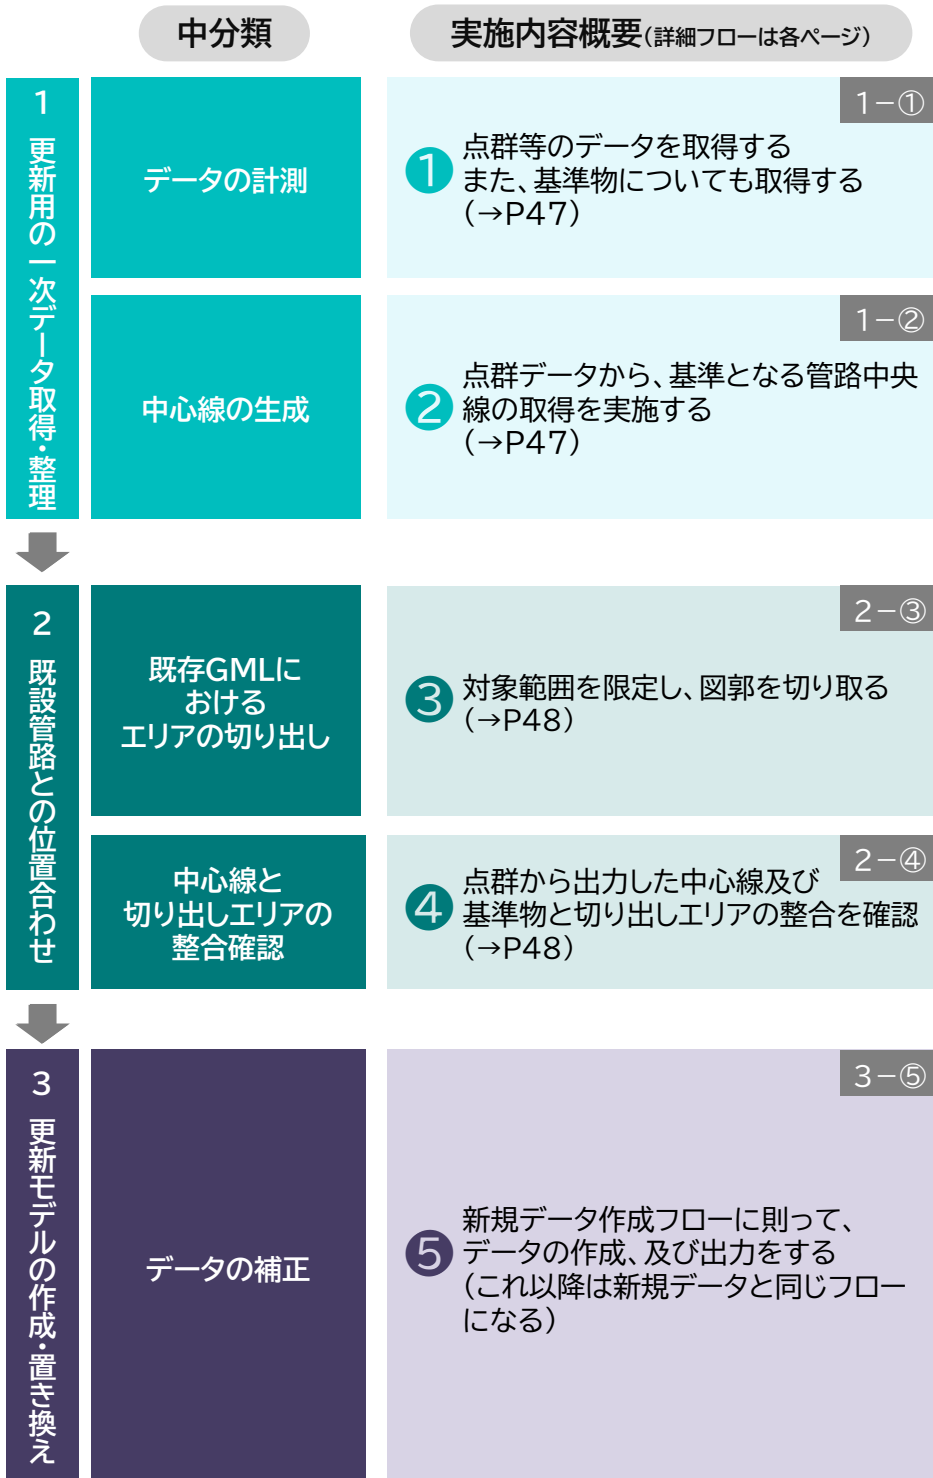 中分類
実施内容概要(詳細フローは各ページ)
1 更新用の一次データ取得・整理
データの計測
1－①
❶ 点群等のデータを取得する
また、基準物についても取得する
(→P47)
中心線の生成
1－②
❷ 点群データから、基準となる管路中央
線の取得を実施する
(→P47)
2 既設管路との位置合わせ
既存GMLに
おける
エリアの切り出し
2－③
❸ 対象範囲を限定し、図郭を切り取る
(→P48)
中心線と
切り出しエリアの
整合確認
2－④
❹ 点群から出力した中心線及び
基準物と切り出しエリアの整合を確認
(→P48)
3 更新モデルの作成・置き換え
データの補正
3－⑤
❺ 新規データ作成フローに則って、
データの作成、及び出力をする
(これ以降は新規データと同じフロー
になる)